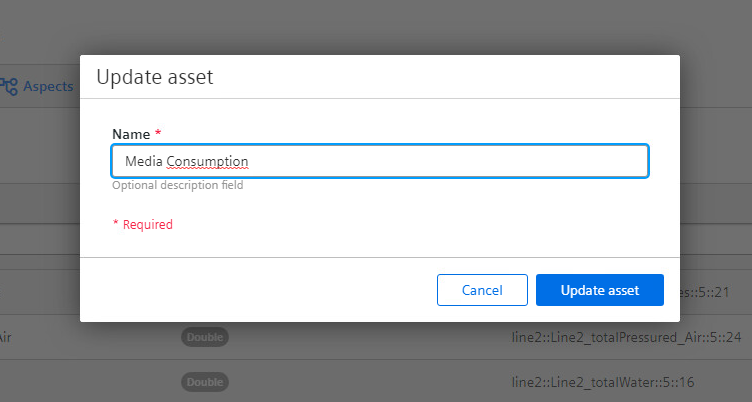 Update asset
Aspects
Name *
Media Consumption
Optional description field
* Required
Cancel
Update asset
es::5::21
Air
Double
line2::Line2_totalPressured_Air::5::24
Double
line2::Line2_totalWater::5::16